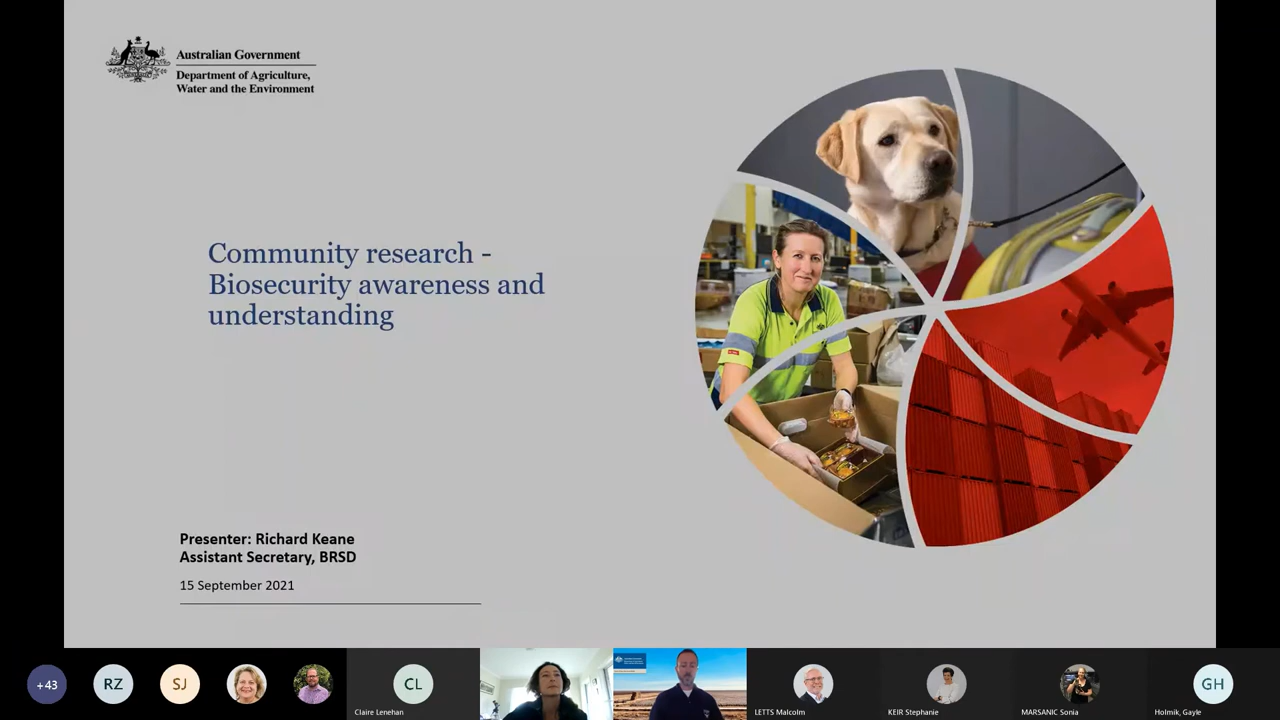 Australian Government
Department of Agriculture,
Water and the Environment
Community research -
Biosecurity awareness and
understanding
Presenter: Richard Keane
Assistant Secretary, BRSD
15 September 2021
+43
RZ
SJ
CL
GH
Claire Lenehan
LETTS Malcolm
KEIR Stephanie
MARSANIC Sonia
Holmik, Gayle